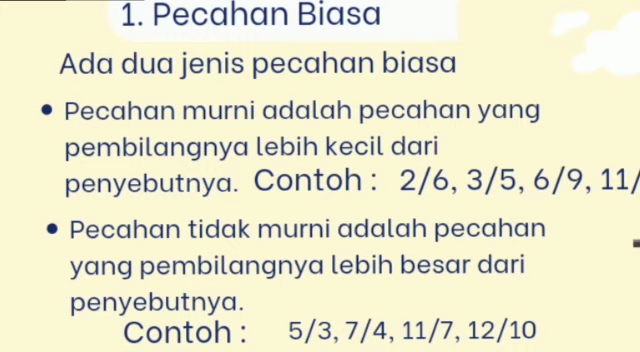 1. Pecahan Biasa
Ada dua jenis pecahan biasa
• Pecahan murni adalah pecahan yang
pembilangnya lebih kecil dari
penyebutnya. Contoh : 2/6, 3/5, 6/9, 11/
• Pecahan tidak murni adalah pecahan
yang pembilangnya lebih besar dari
penyebutnya.
Contoh : 5/3, 7/4, 11/7, 12/10